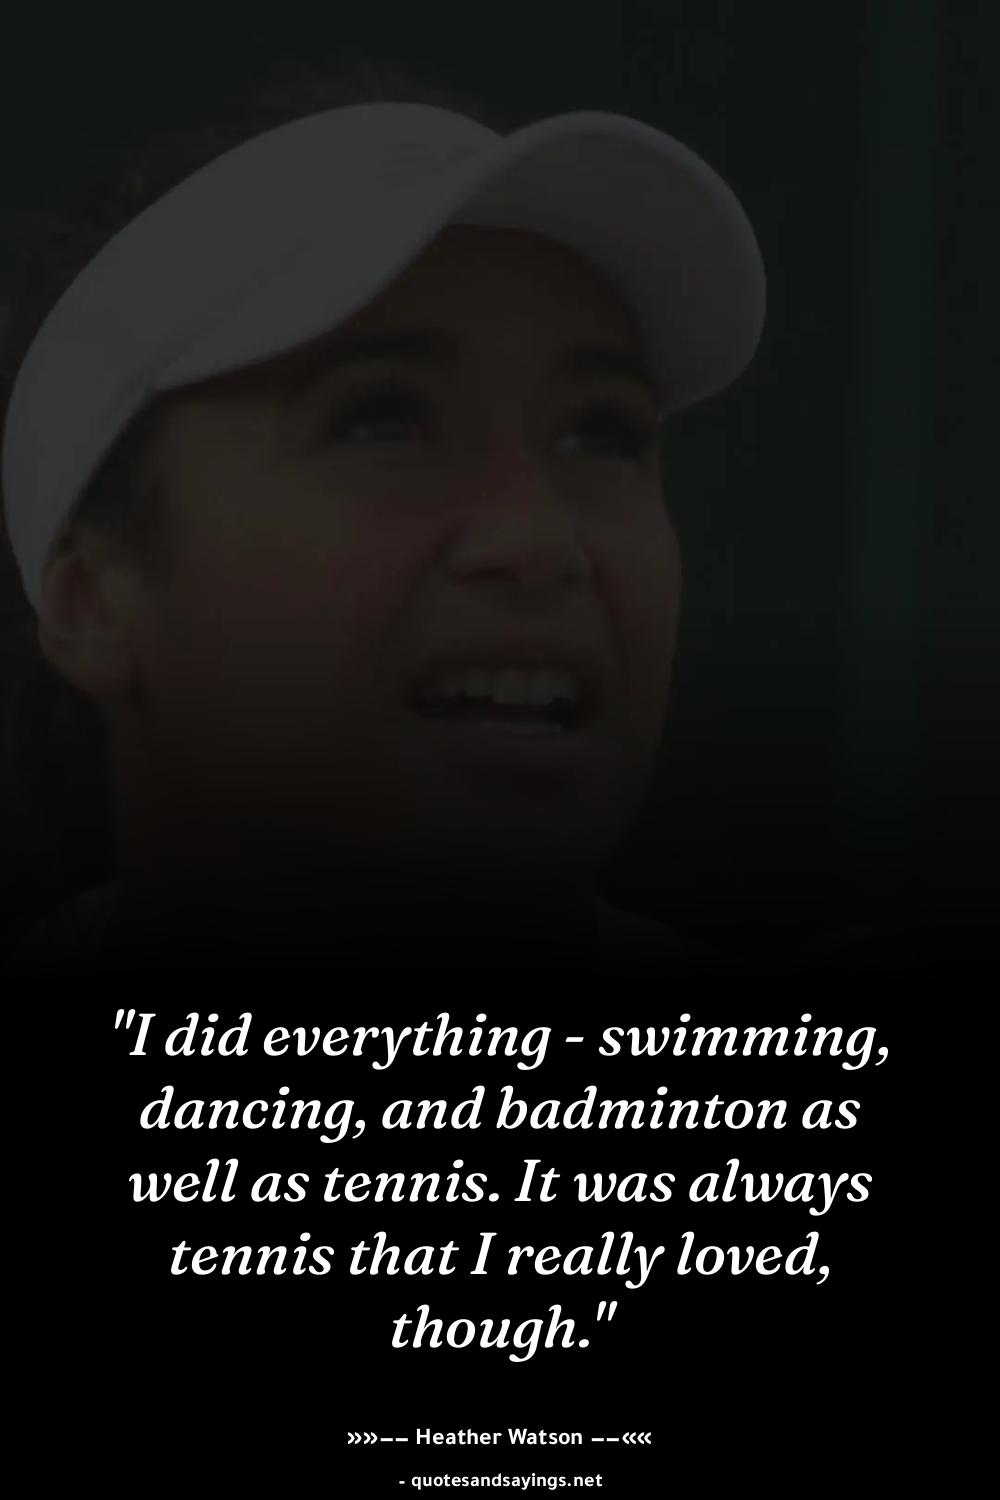 "I did everything - swimming,
dancing, and badminton as
well as tennis. It was always
tennis that I really loved,
though."
»»−− Heather Watson −−««
- quotesandsayings.net